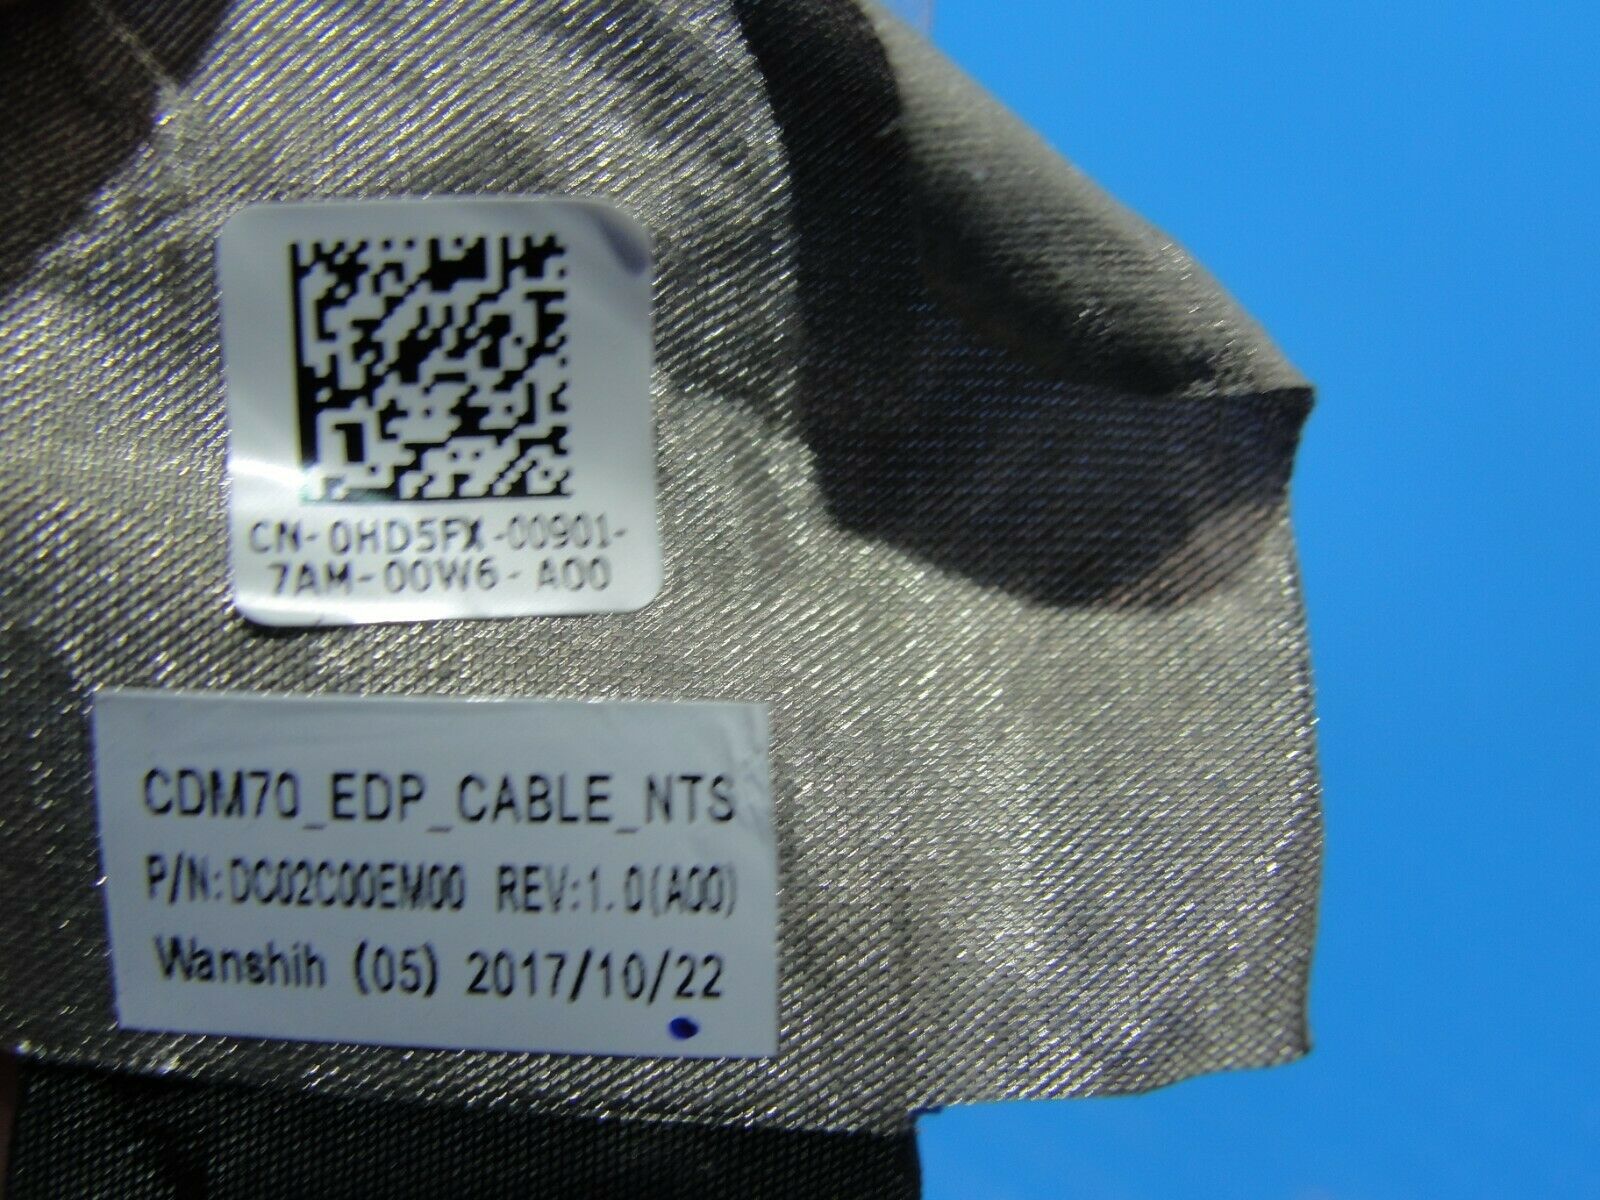 CN-0HD5FX-00901-
7AM-00W6-A00
CDM70_EDP_CABLE_NTS
P/N:DC02C00EM00 REV:1.0(A00)
Wanshih (05) 2017/10/22